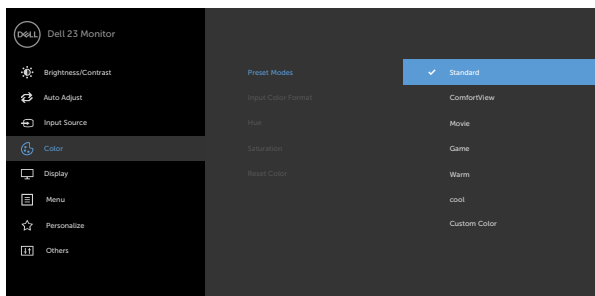 DELL Dell 23 Monitor
Brightness/Contrast Preset Modes Standard
Auto Adjust Input Color Format ComfortView
Input Source Hue Movie
Color Saturation Game
Display Reset Color Warm
Menu cool
Personalize Custom Color
Others